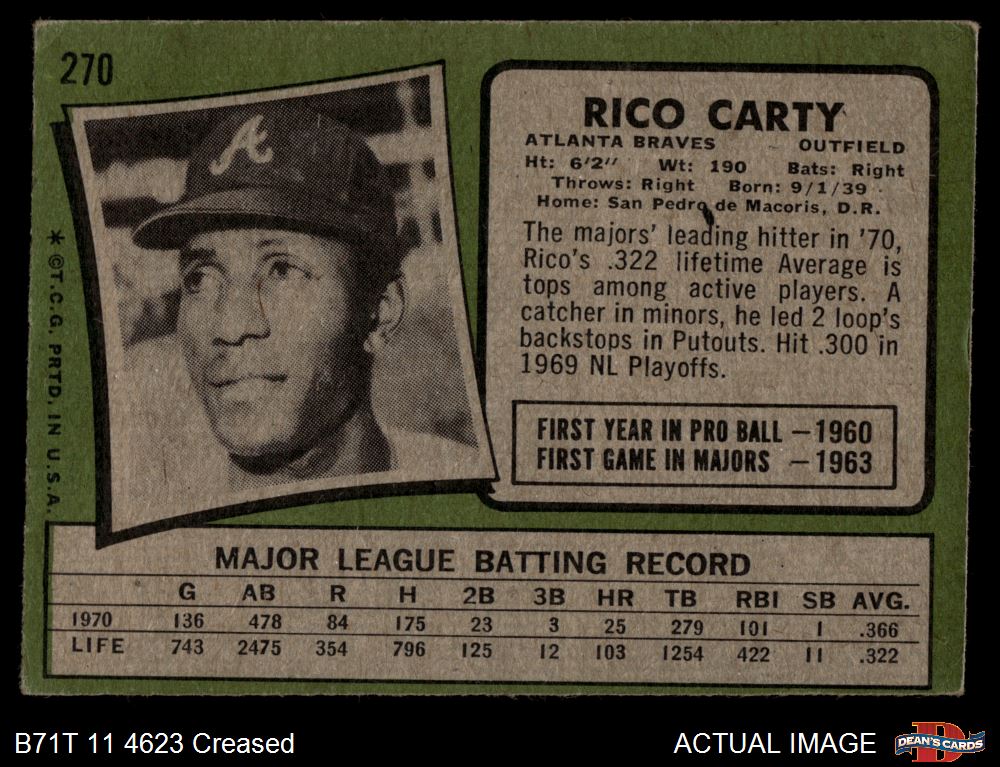 270
RICO CARTY
ATLANTA BRAVES OUTFIELD
Ht: 6'2" Wt: 190 Bats: Right
Throws: Right Born: 9/1/39
Home: San Pedro de Macoris, D.R.
The majors' leading hitter in '70,
Rico's .322 lifetime Average is
tops among active players. A
catcher in minors, he led 2 loop's
backstops in Putouts. Hit .300 in
1969 NL Playoffs.
FIRST YEAR IN PRO BALL — 1960
FIRST GAME IN MAJORS — 1963
* ©T.C.G. PRTD. IN U.S.A.
MAJOR LEAGUE BATTING RECORD
G AB R H 2B 3B HR TB RBI SB AVG.
1970 136 478 84 175 23 3 25 279 101 1 .366
LIFE 743 2475 354 796 125 12 103 1254 422 11 .322
B71T 11 4623 Creased
ACTUAL IMAGE
D
DEAN'S CARDS